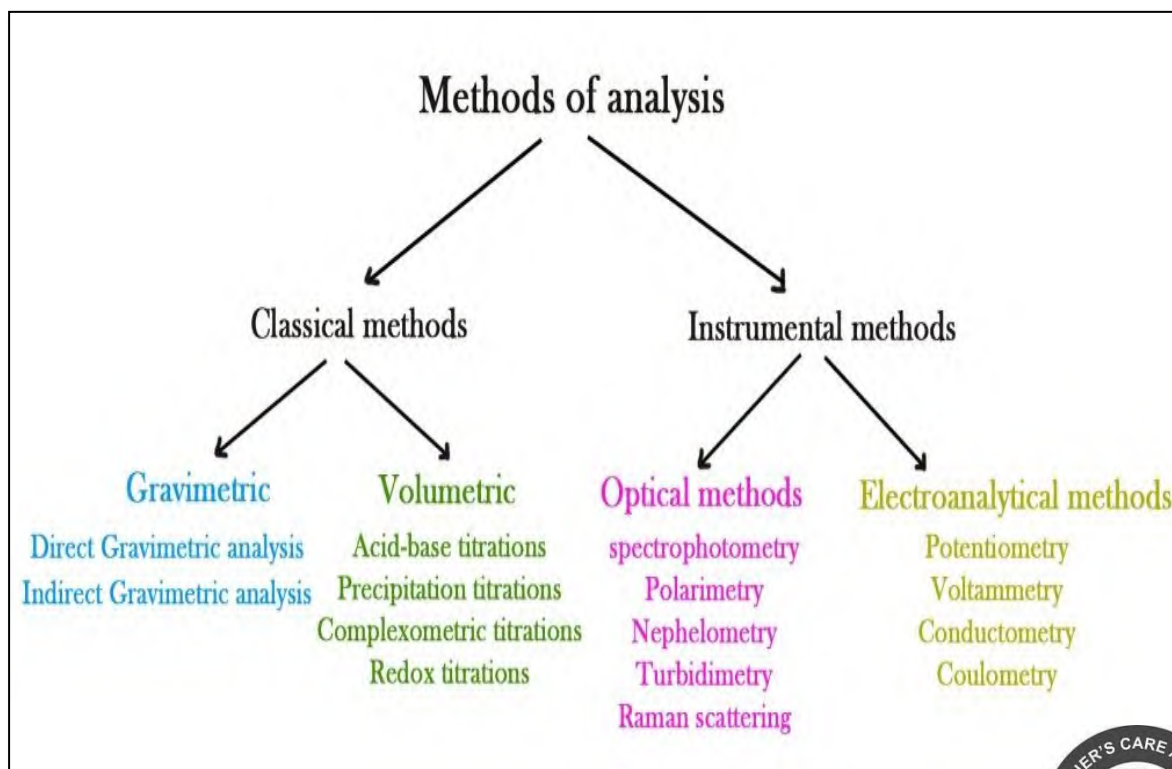 Methods of analysis
Classical methods
Instrumental methods
Gravimetric
Direct Gravimetric analysis
Indirect Gravimetric analysis
Volumetric
Acid-base titrations
Precipitation titrations
Complexometric titrations
Redox titrations
Optical methods
spectrophotometry
Polarimetry
Nephelometry
Turbidimetry
Raman scattering
Electroanalytical methods
Potentiometry
Voltammetry
Conductometry
Coulometry
CARE